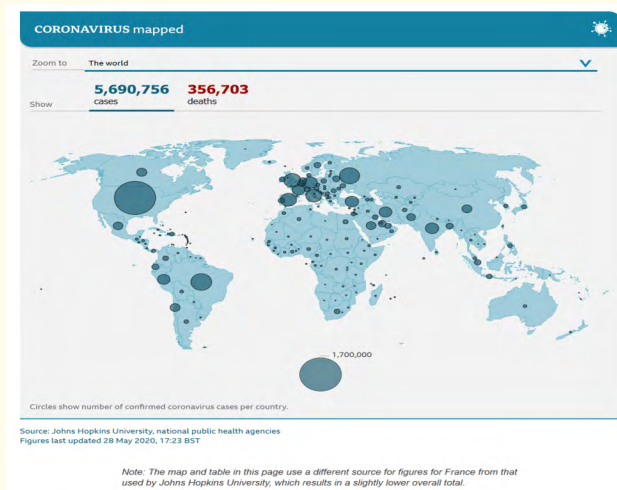 CORONAVIRUS mapped
Zoom to The world
5,690,756 356,703
Show cases deaths
1,700,000
Circles show number of confirmed coronavirus cases per country.
Source: Johns Hopkins University, national public health agencies
Figures last updated 28 May 2020, 17:23 BST
Note: The map and table in this page use a different source for figures for France from that
used by Johns Hopkins University, which results in a slightly lower overall total.